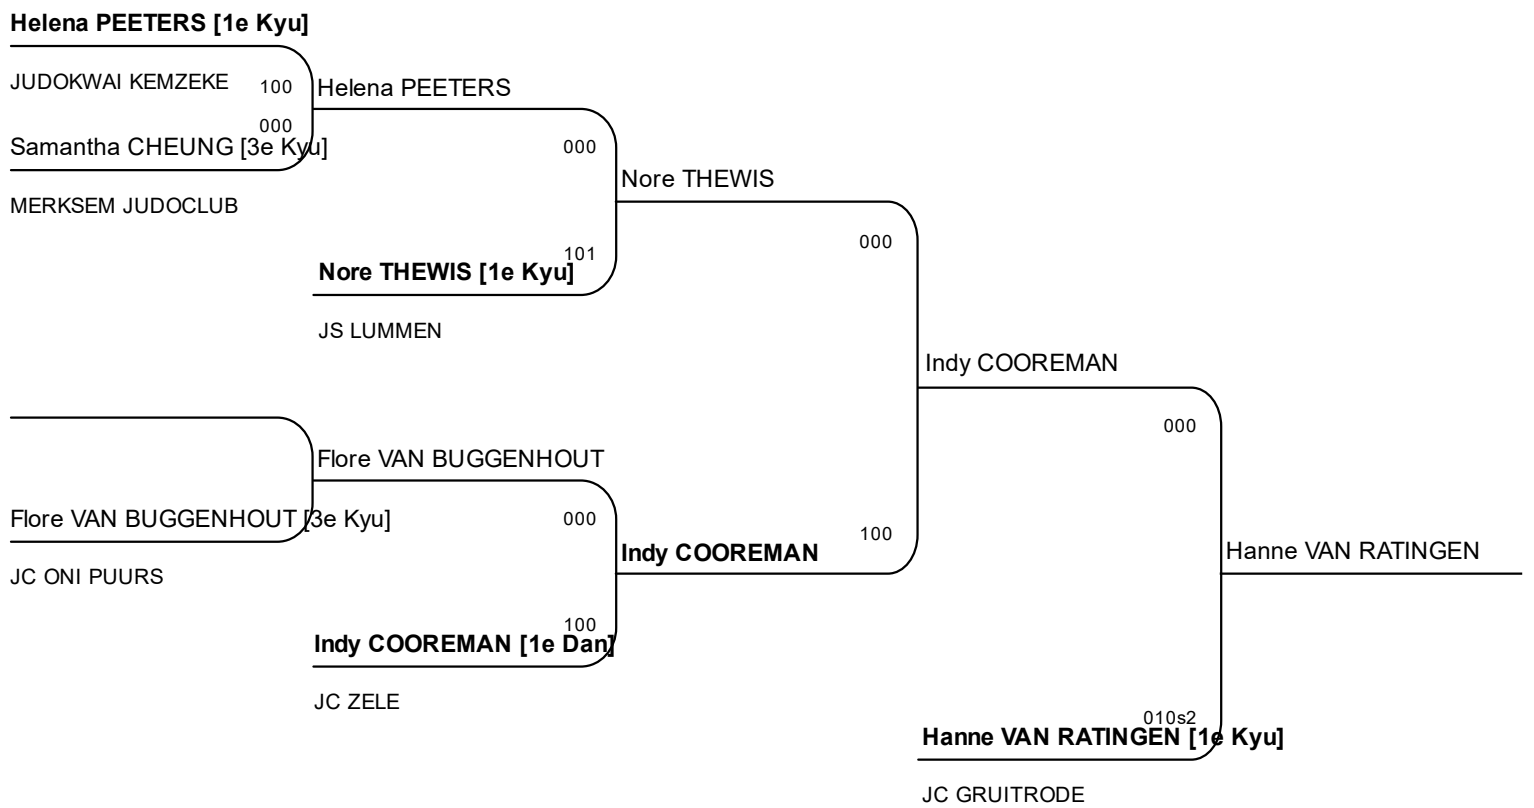 Helena PEETERS [1e Kyu]
JUDOKWAI KEMZEKE
100
Helena PEETERS
000
Samantha CHEUNG [3e Kyu]
000
MERKSEM JUDOCLUB
Nore THEWIS
101
Nore THEWIS [1e Kyu]
000
JS LUMMEN
Indy COOREMAN
000
Flore VAN BUGGENHOUT
Flore VAN BUGGENHOUT [3e Kyu]
000
JC ONI PUURS
Indy COOREMAN
100
Hanne VAN RATINGEN
100
Indy COOREMAN [1e Dan]
JC ZELE
010s2
Hanne VAN RATINGEN [1e Kyu]
JC GRUITRODE